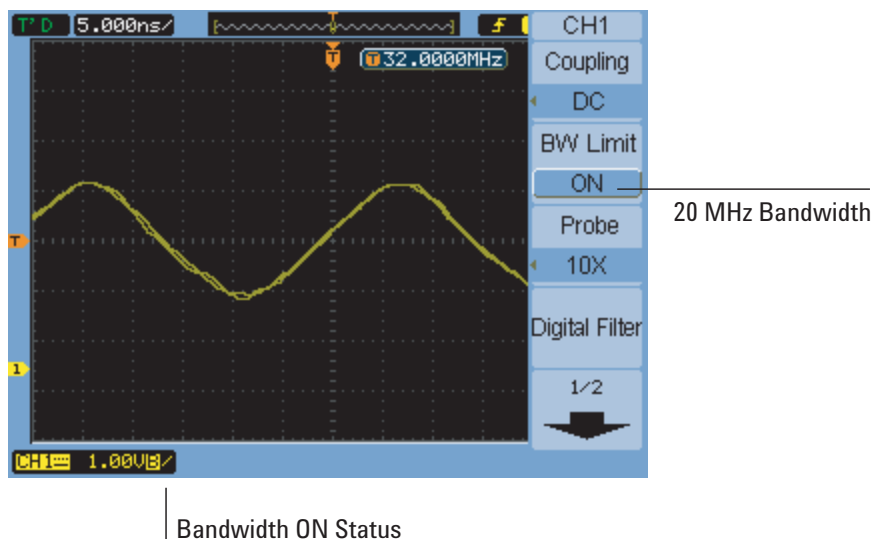 T'D 5.000ns/
T
CH1
T 32.0000MHz
Coupling
DC
BW Limit
ON
20 MHz Bandwidth
Probe
T
10X
Digital Filter
1
1/2
CH1 1.00V B/
Bandwidth ON Status